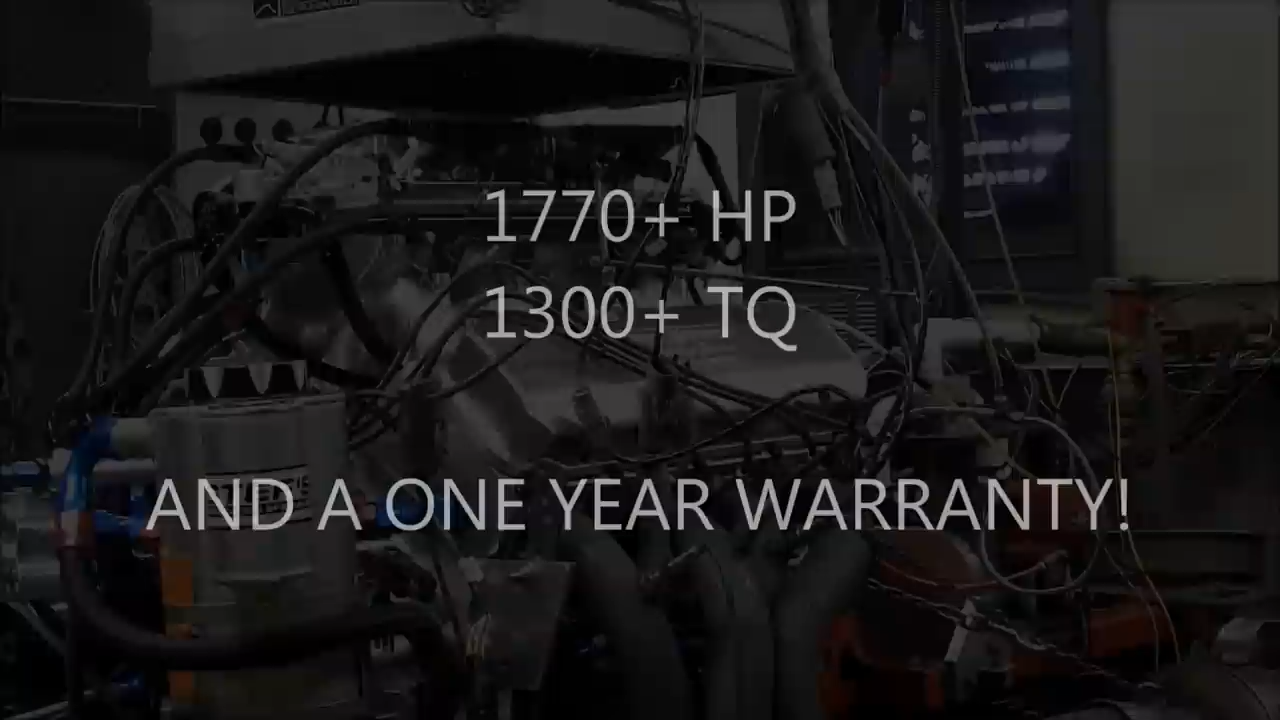 1770+ HP
1300+ TQ
AND A ONE YEAR WARRANTY!